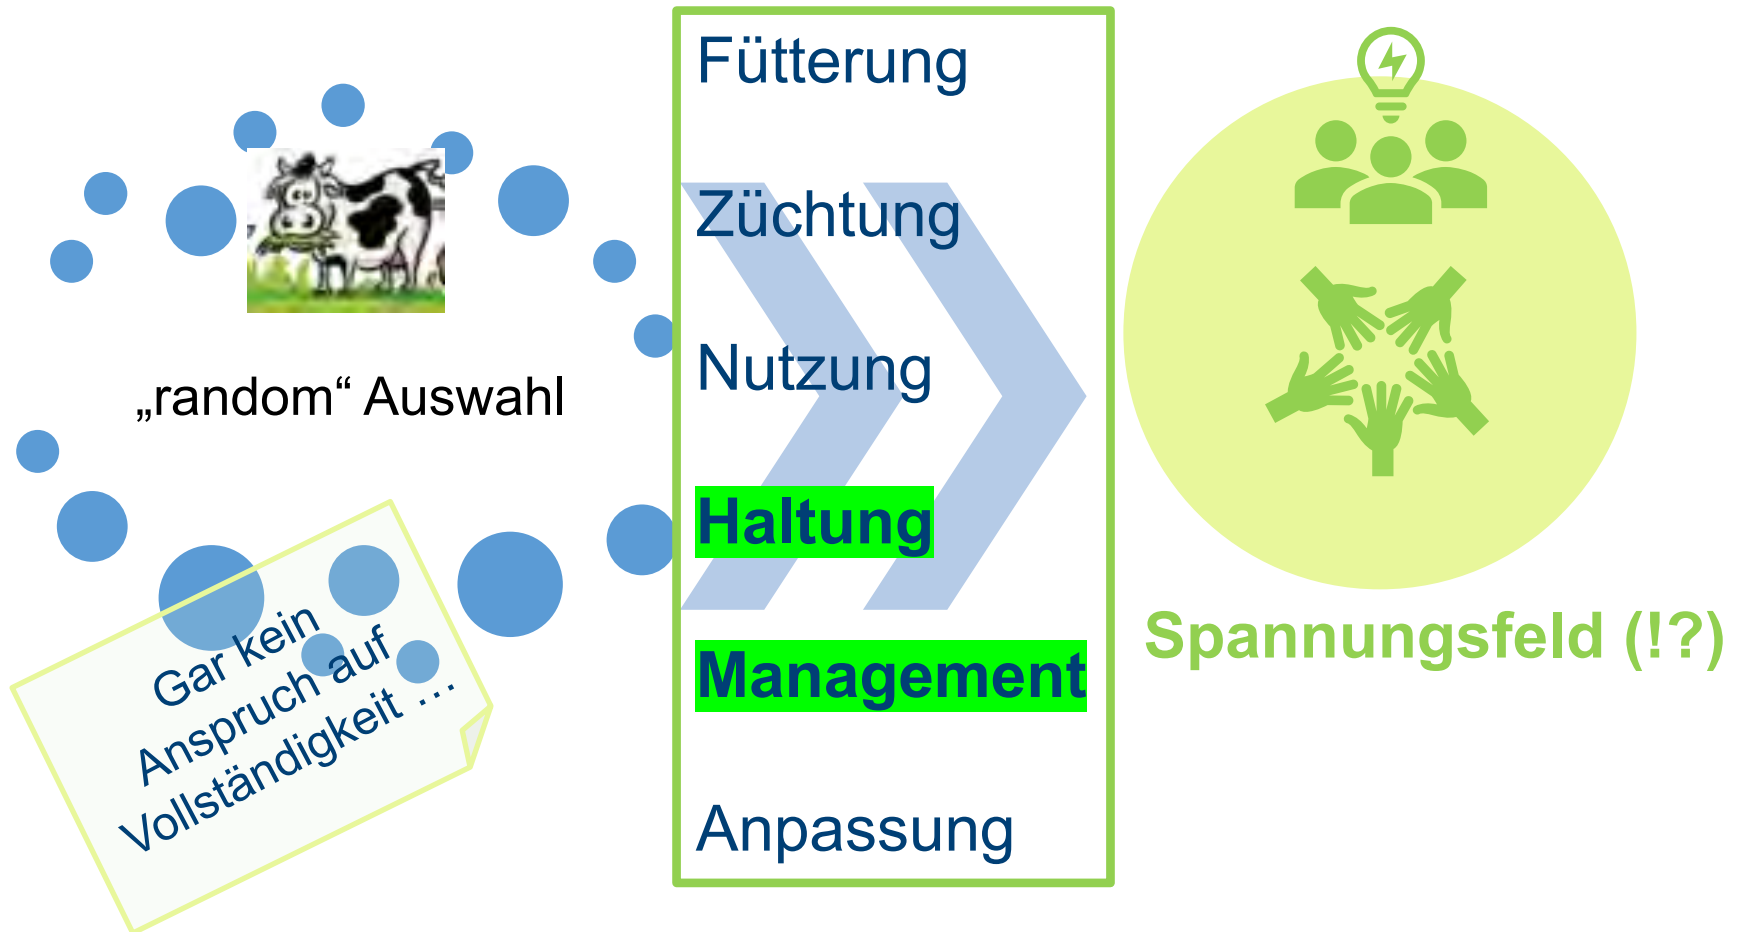 „random“ Auswahl
Gar kein
Anspruch auf
Vollständigkeit …
Fütterung
Züchtung
Nutzung
Haltung
Management
Anpassung
Spannungsfeld (!?)